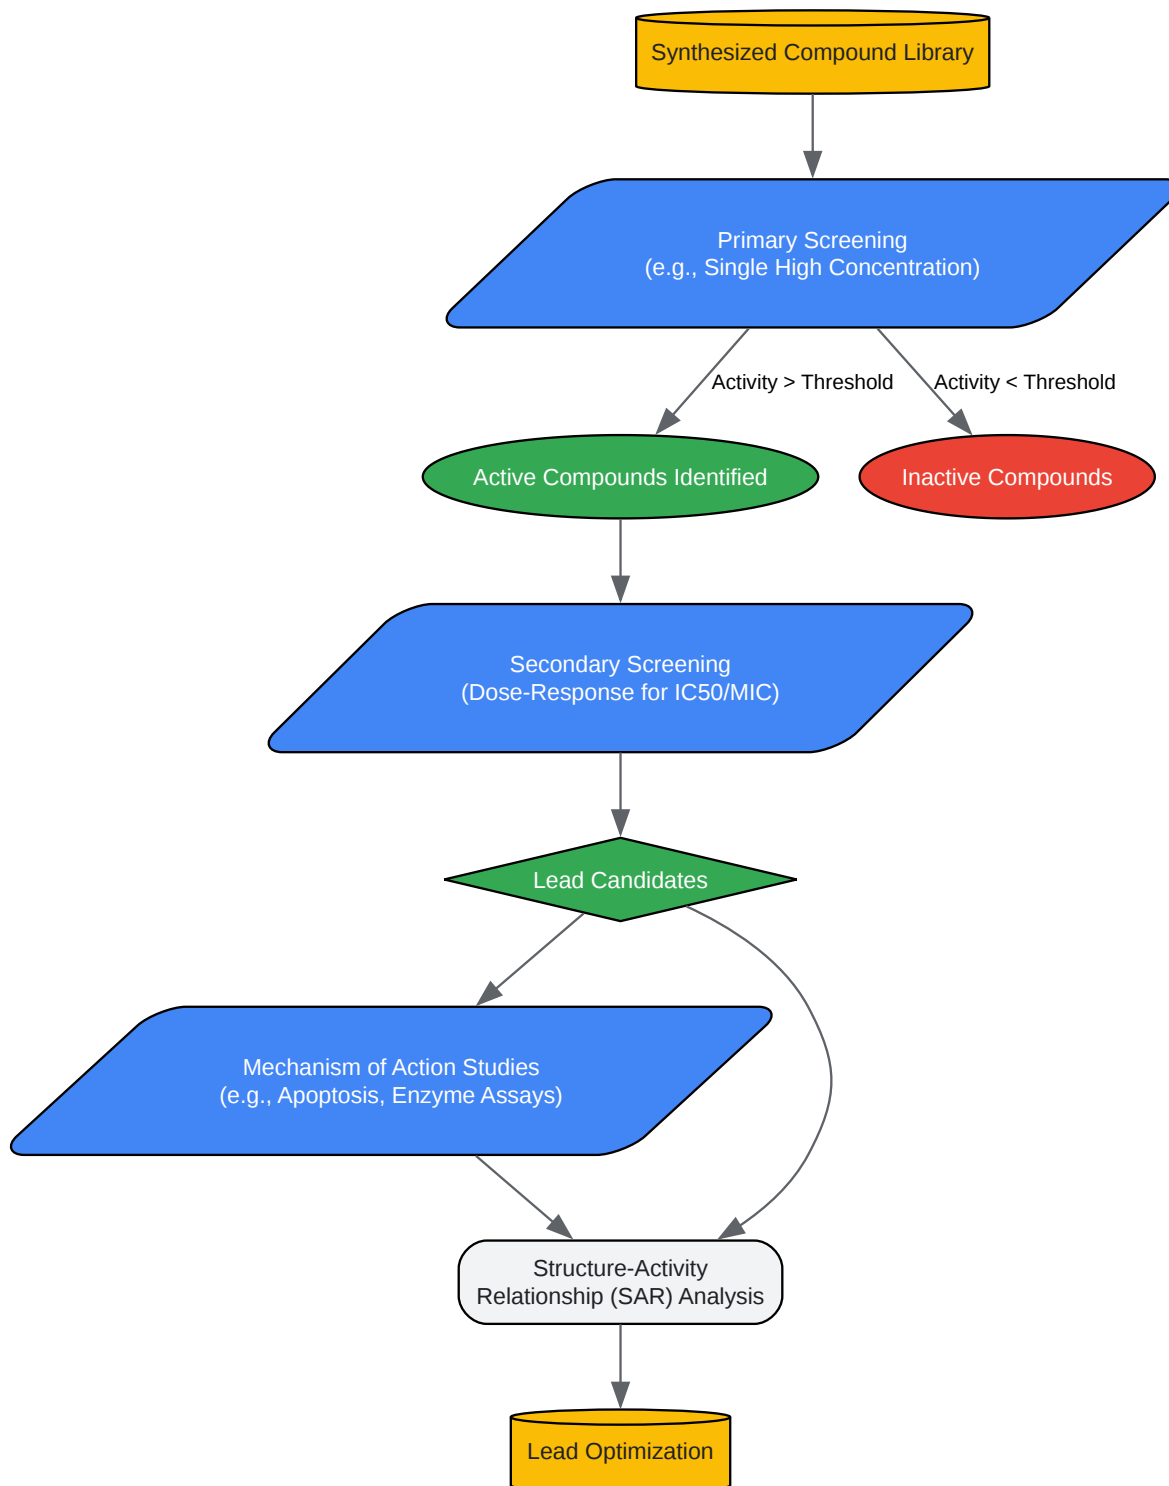 Synthesized Compound Library
Primary Screening
(e.g., Single High Concentration)
Activity > Threshold
Activity < Threshold
Active Compounds Identified
Inactive Compounds
Secondary Screening
(Dose-Response for IC50/MIC)
Lead Candidates
Mechanism of Action Studies
(e.g., Apoptosis, Enzyme Assays)
Structure-Activity
Relationship (SAR) Analysis
Lead Optimization